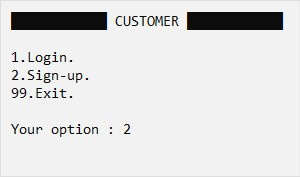 CUSTOMER
1.Login.
2.Sign-up.
99.Exit.
Your option : 2